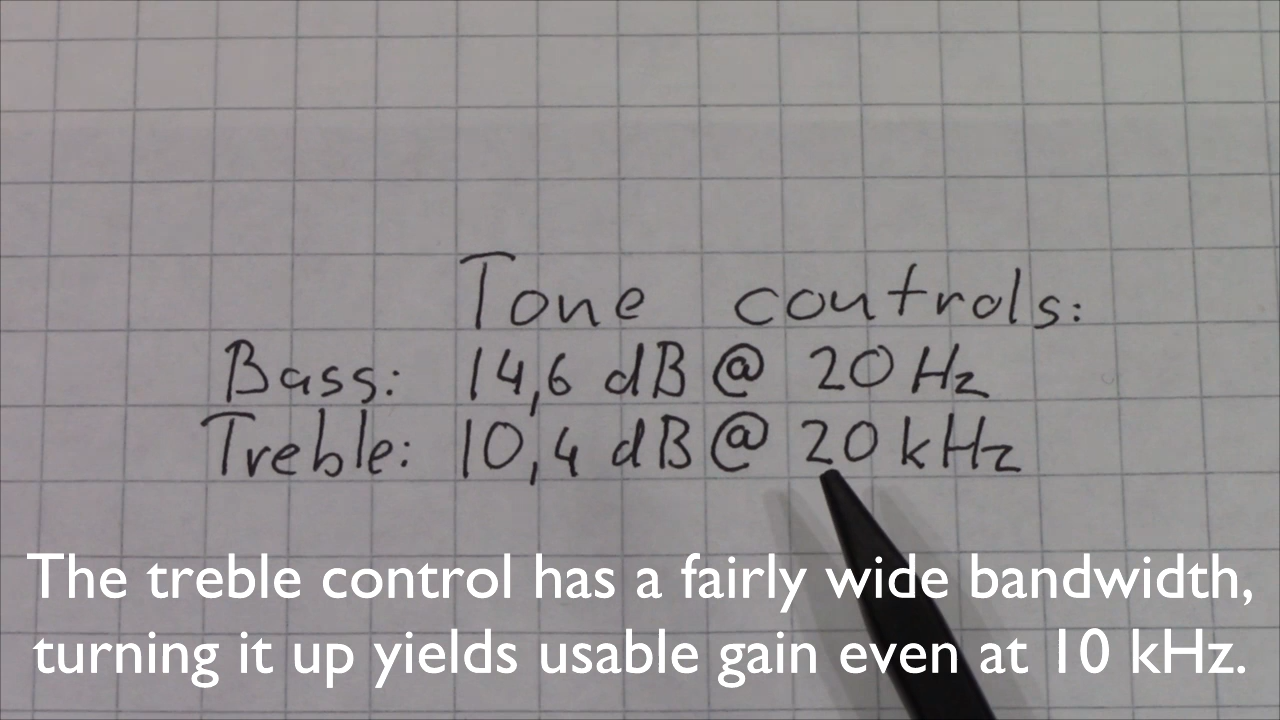 Tone controls:
Bass: 14,6 dB @ 20 Hz
Treble: 10,4 dB @ 20 kHz
The treble control has a fairly wide bandwidth,
turning it up yields usable gain even at 10 kHz.